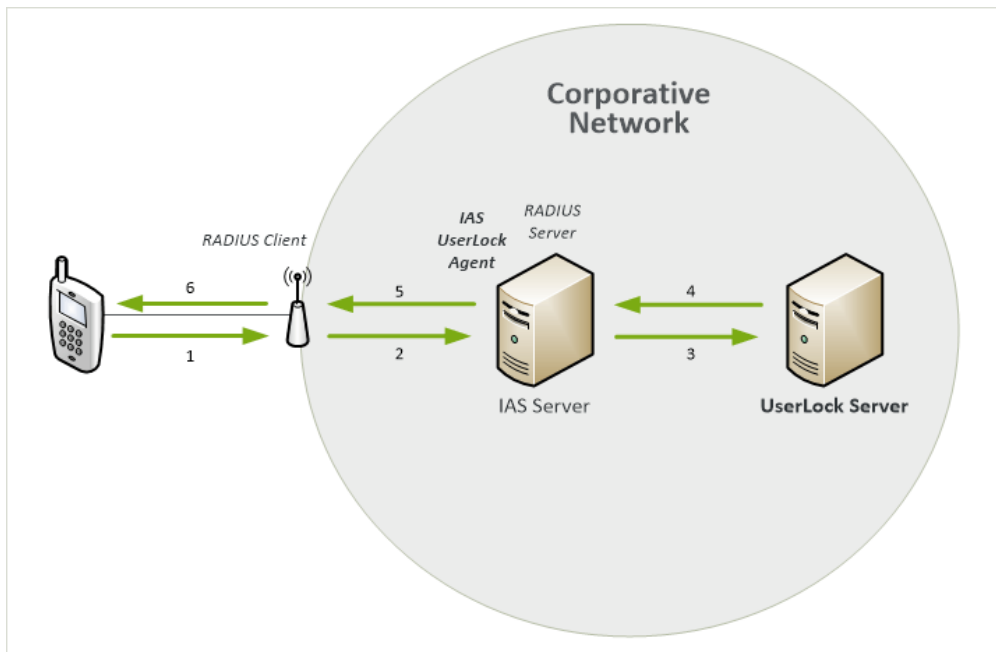 Corporative
Network
IAS
UserLock
Agent
RADIUS
Server
RADIUS Client
6
5
4
1
2
3
IAS Server
UserLock Server